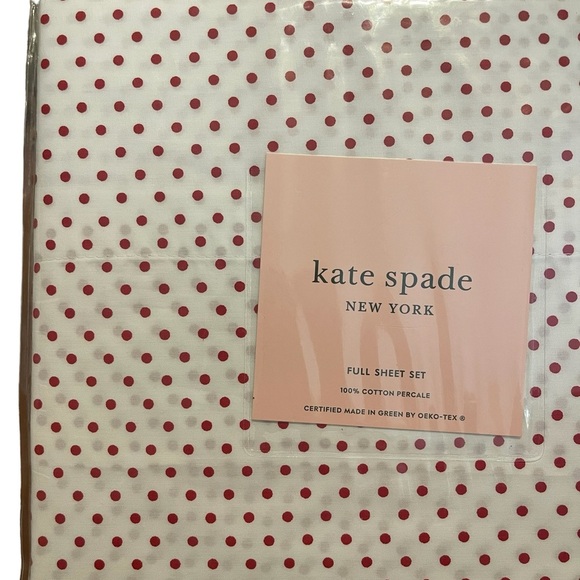 kate spade
NEW YORK
FULL SHEET SET
100% COTTON PERCALE
CERTIFIED MADE IN GREEN BY OEKO-TEX ®